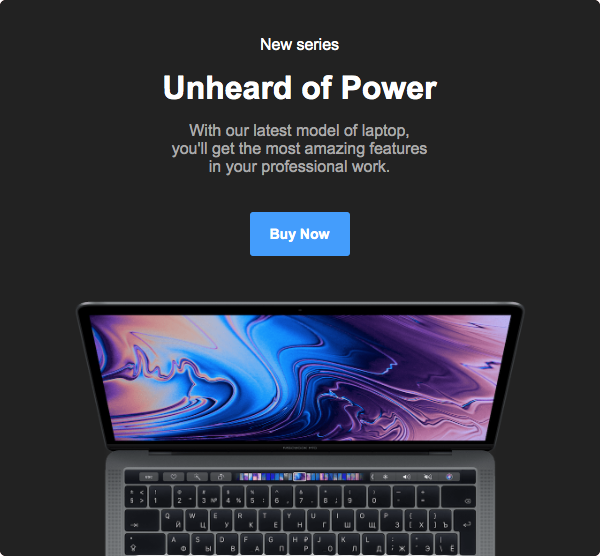 New series
Unheard of Power
With our latest model of laptop,
you'll get the most amazing features
in your professional work.
Buy Now
Й Ц У К Е Н Г Ш Щ З Х Ъ